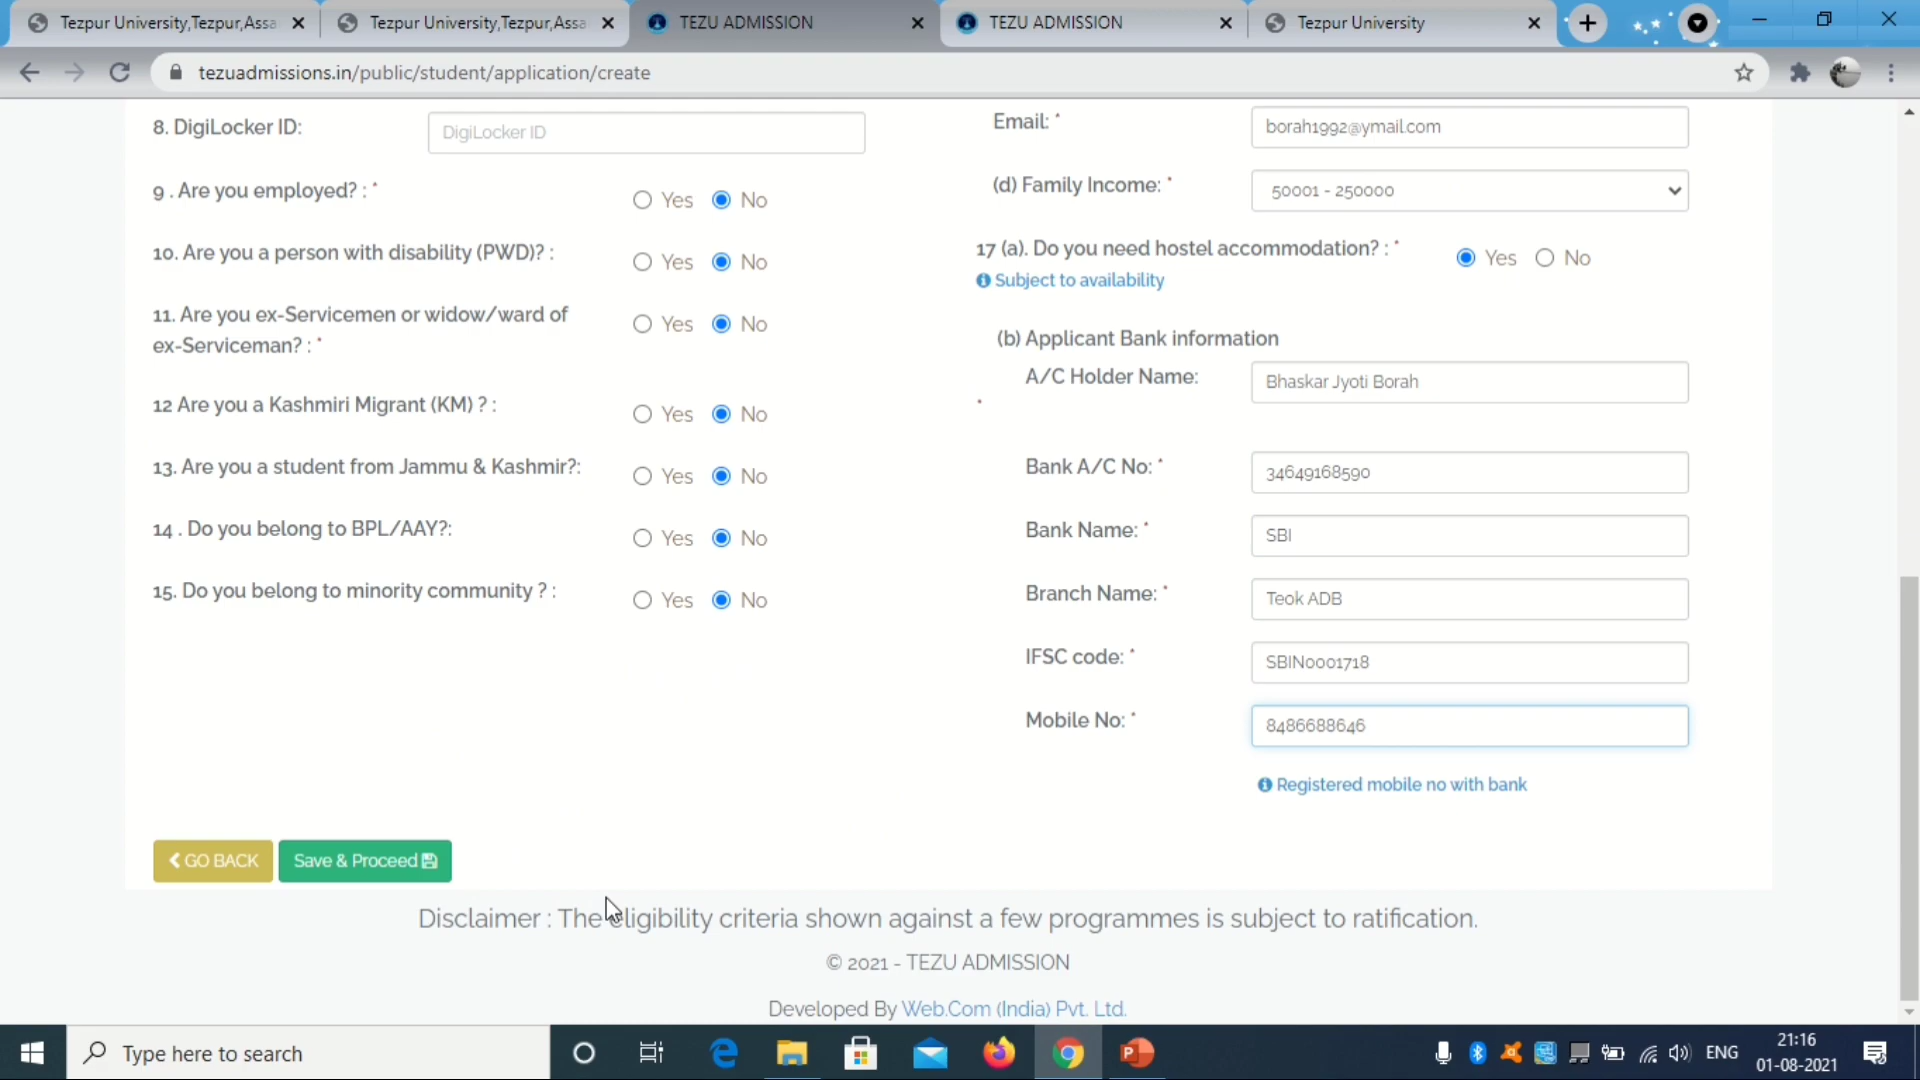 Tezpur University,Tezpur,Assa
Tezpur University,Tezpur,Assa
TEZU ADMISSION
TEZU ADMISSION
Tezpur University
tezuadmissions.in/public/student/application/create
8. DigiLocker ID:
DigiLocker ID
9 . Are you employed? : *
Yes No
10. Are you a person with disability (PWD)? :
Yes No
11. Are you ex-Servicemen or widow/ward of
ex-Serviceman? : *
Yes No
12 Are you a Kashmiri Migrant (KM) ? :
Yes No
13. Are you a student from Jammu & Kashmir?:
Yes No
14 . Do you belong to BPL/AAY?:
Yes No
15. Do you belong to minority community ? :
Yes No
Email: *
borah1992@ymail.com
(d) Family Income: *
50001 - 250000
17 (a). Do you need hostel accommodation? : *
Yes No
Subject to availability
(b) Applicant Bank information
A/C Holder Name:
*
Bhaskar Jyoti Borah
Bank A/C No: *
34649168590
Bank Name: *
SBI
Branch Name: *
Teok ADB
IFSC code: *
SBIN0001718
Mobile No: *
8486688646
Registered mobile no with bank
GO BACK
Save & Proceed
Disclaimer : The eligibility criteria shown against a few programmes is subject to ratification.
© 2021 - TEZU ADMISSION
Developed By Web.Com (India) Pvt. Ltd.
Type here to search
ENG
21:16
01-08-2021